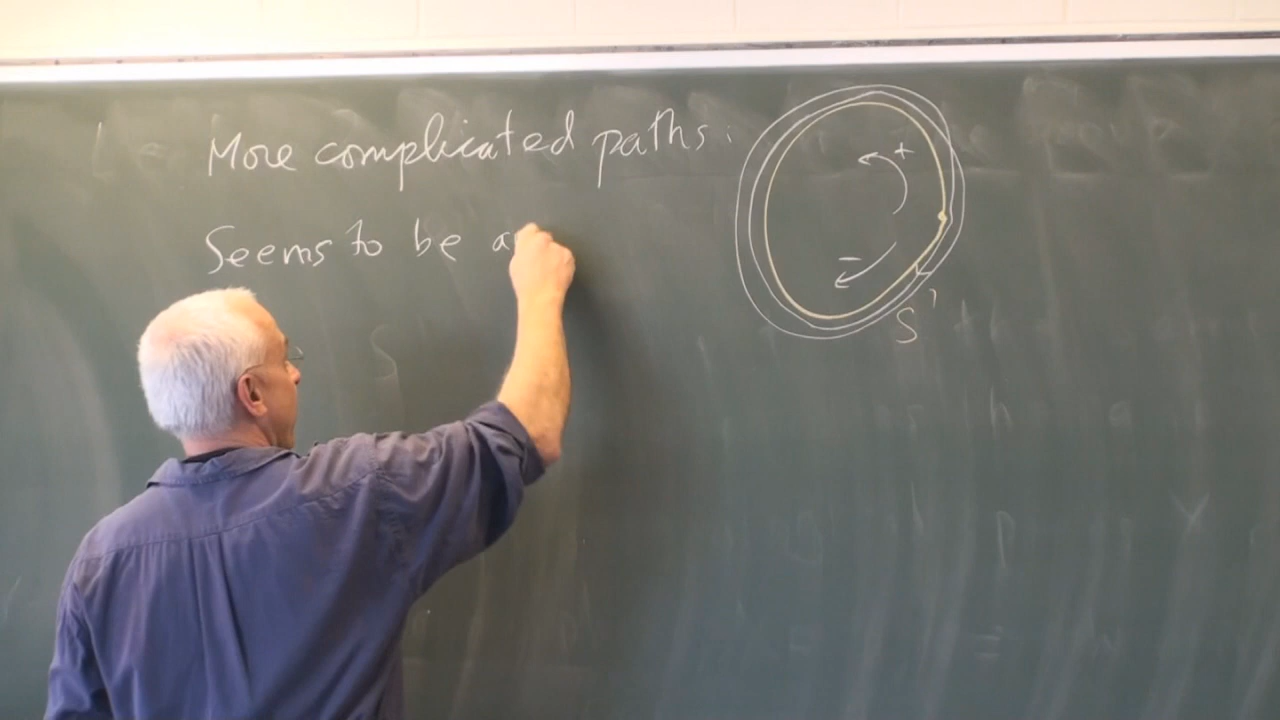 More complicated paths:
Seems to be a
+
−
S'